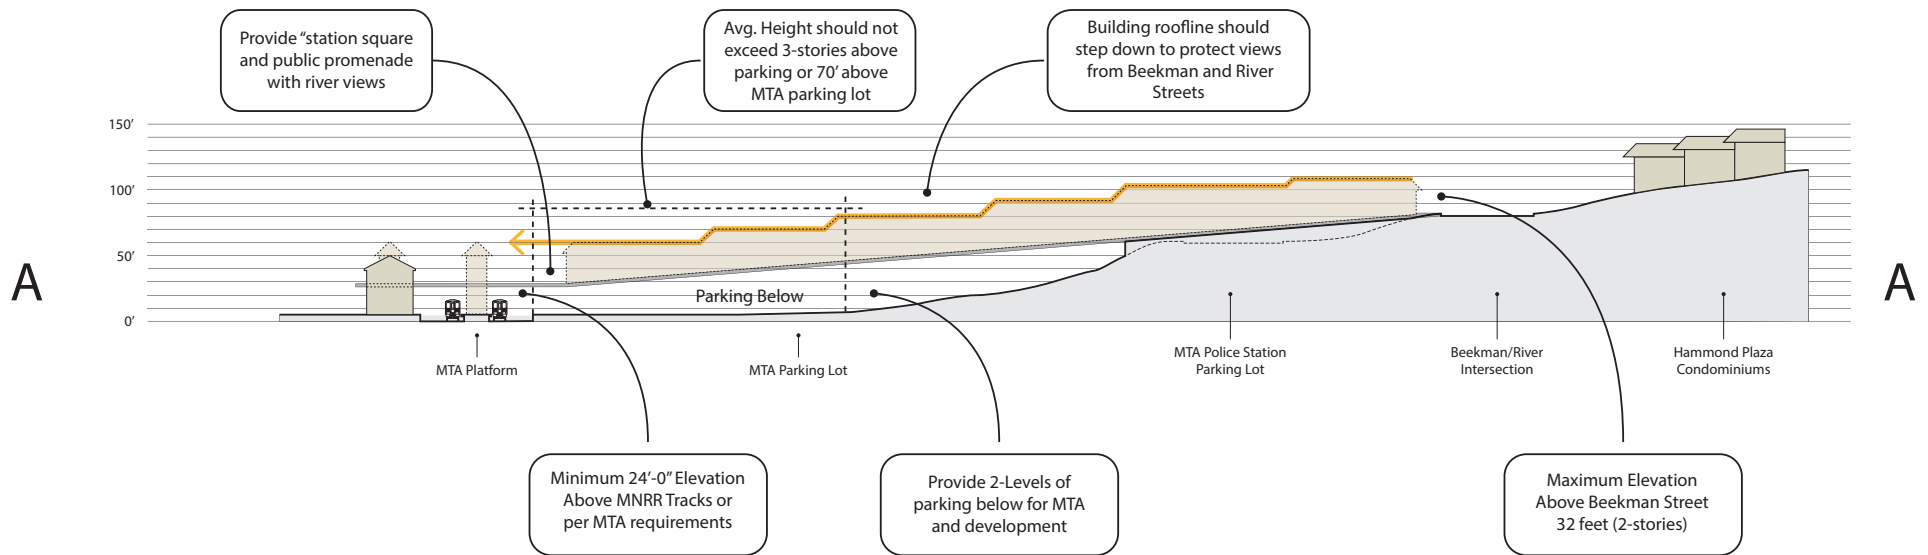 Provide “station square
and public promenade
with river views
Avg. Height should not
exceed 3-stories above
parking or 70’ above
MTA parking lot
Building roofline should
step down to protect views
from Beekman and River
Streets
150’
100’
50’
0’
A
A
Parking Below
MTA Platform
MTA Parking Lot
MTA Police Station
Parking Lot
Beekman/River
Intersection
Hammond Plaza
Condominiums
Minimum 24’-0” Elevation
Above MNRR Tracks or
per MTA requirements
Provide 2-Levels of
parking below for MTA
and development
Maximum Elevation
Above Beekman Street
32 feet (2-stories)